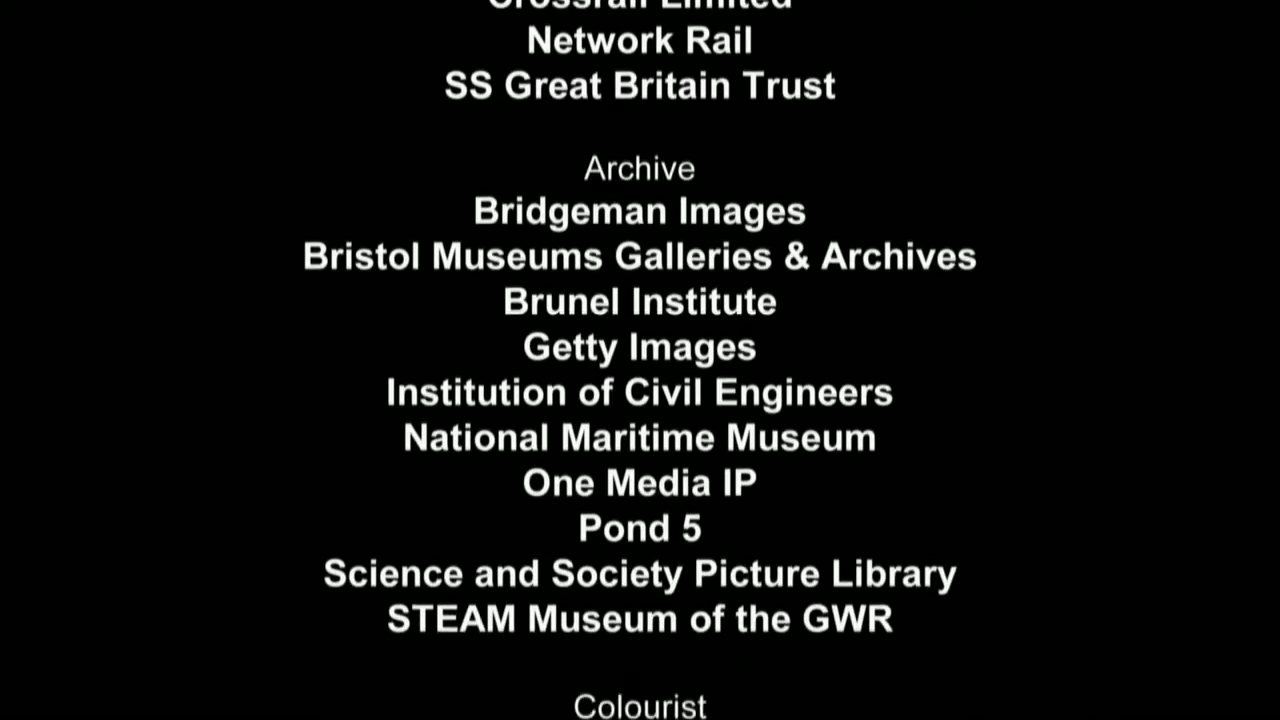 Crossrail Limited
Network Rail
SS Great Britain Trust
Archive
Bridgeman Images
Bristol Museums Galleries & Archives
Brunel Institute
Getty Images
Institution of Civil Engineers
National Maritime Museum
One Media IP
Pond 5
Science and Society Picture Library
STEAM Museum of the GWR
Colourist